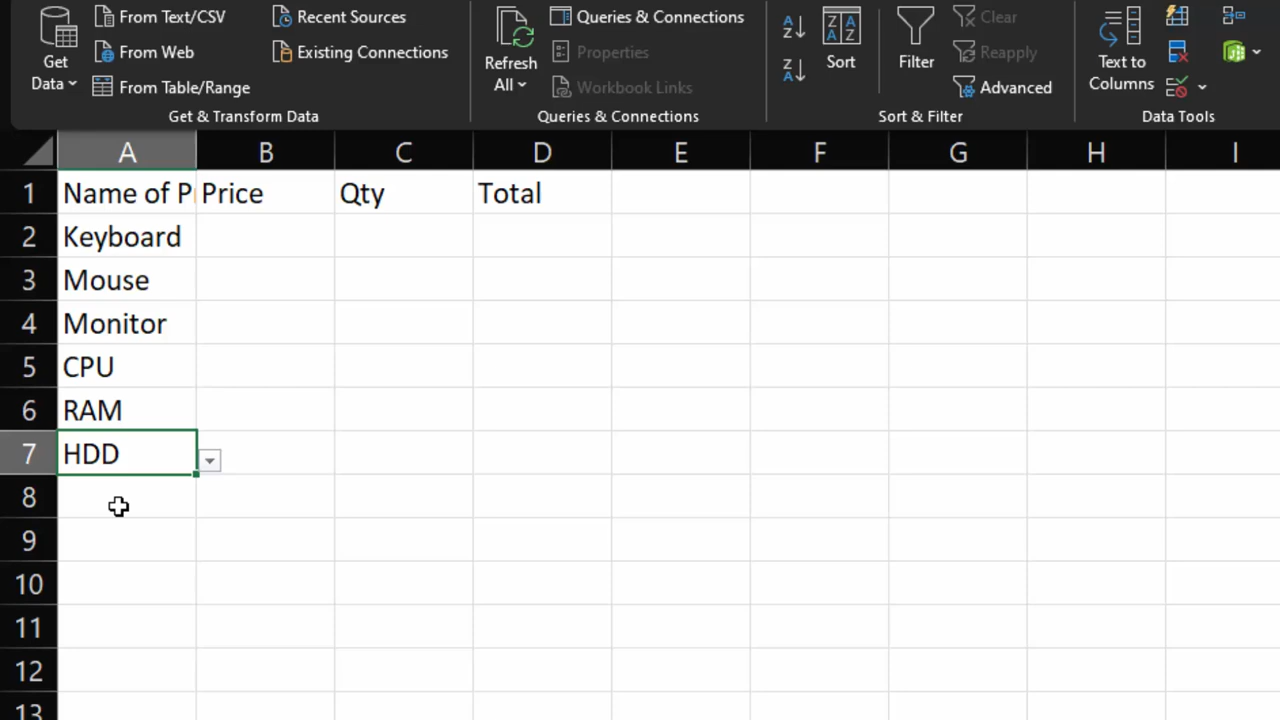 From Text/CSV
Recent Sources
Queries & Connections
Clear
Get
Data
From Web
Existing Connections
Refresh
All
Properties
Sort
Filter
Reapply
Text to
Columns
From Table/Range
Workbook Links
Advanced
Get & Transform Data
Queries & Connections
Sort & Filter
Data Tools
A B C D E F G H I
1 Name of P Price Qty Total
2 Keyboard
3 Mouse
4 Monitor
5 CPU
6 RAM
7 HDD
8
9
10
11
12
13